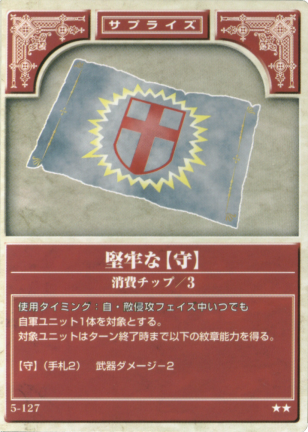 サプライズ
堅牢な【守】
消費チップ／3
使用タイミング：自・敵侵攻フェイス中いつでも
自軍ユニット1体を対象とする。
対象ユニットはターン終了時まで以下の紋章能力を得る。
【守】（手札2）　武器ダメージ－2
5-127
★★